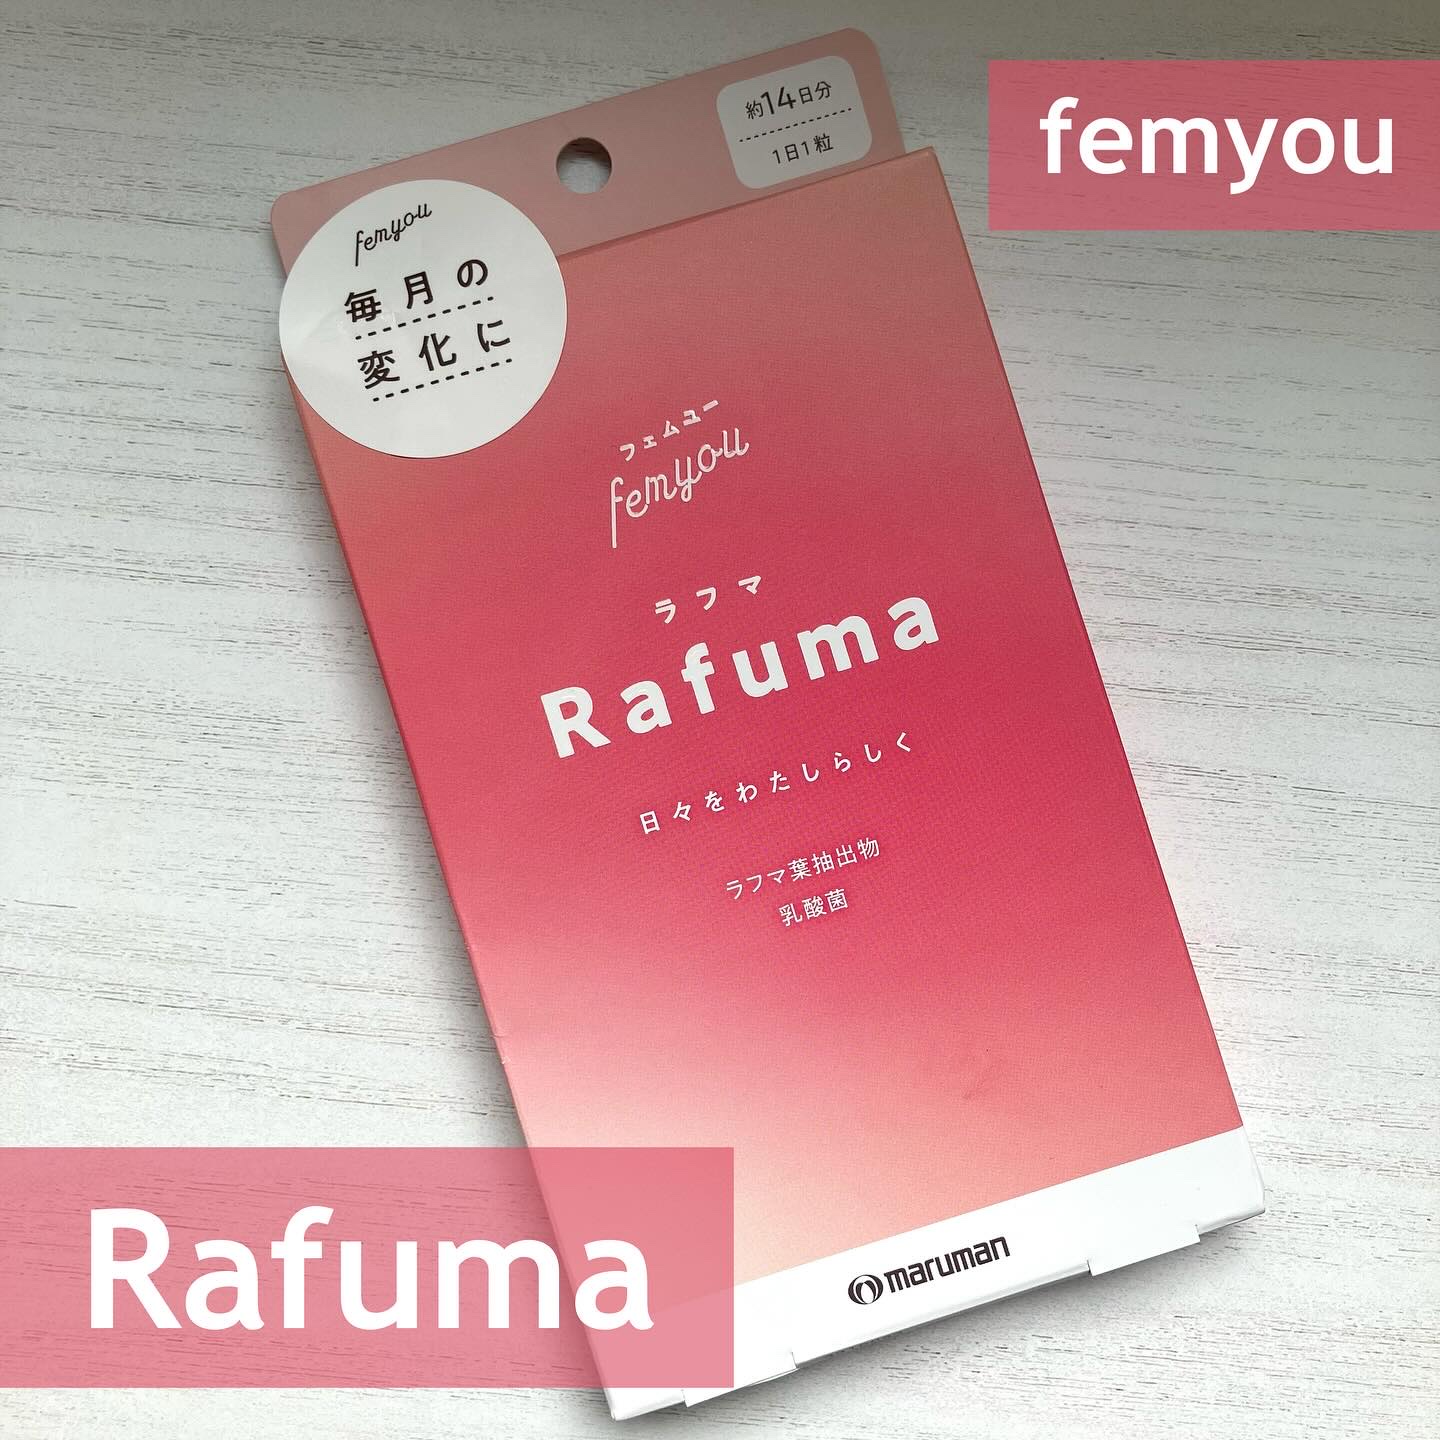 femyou
約14日分
1日1粒
femyou
毎月の
変化に
フェムユー
femyou
ラフマ
Rafuma
日々をわたしらしく
ラフマ葉抽出物
乳酸菌
maruman
Rafuma